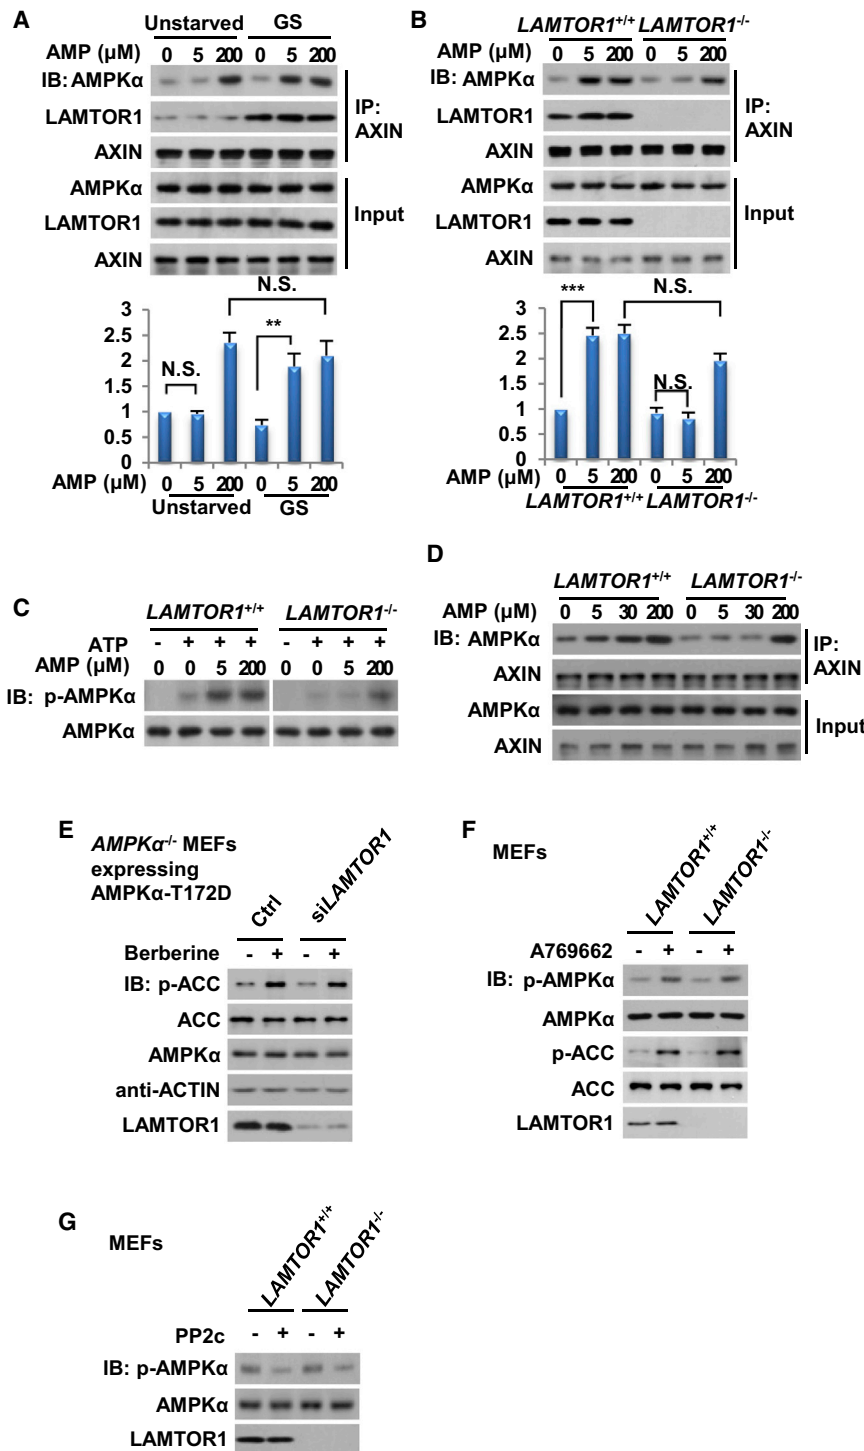 A
Unstarved GS
AMP (µM) 0 5 200 0 5 200
IB: AMPKα
LAMTOR1
AXIN
IP: AXIN
AMPKα
LAMTOR1
AXIN
Input
N.S.
3
2.5
2
1.5
1
0.5
0
N.S.
**
AMP (µM) 0 5 200 0 5 200
Unstarved GS
B
LAMTOR1+/+ LAMTOR1-/-
AMP (µM) 0 5 200 0 5 200
IB: AMPKα
LAMTOR1
AXIN
IP: AXIN
AMPKα
LAMTOR1
AXIN
Input
*** N.S.
3
2.5
2
1.5
1
0.5
0
N.S.
AMP (µM) 0 5 200 0 5 200
LAMTOR1+/+ LAMTOR1-/-
C
LAMTOR1+/+ LAMTOR1-/-
ATP - + + + - + + +
AMP (µM) 0 0 5 200 0 0 5 200
IB: p-AMPKα
AMPKα
D
LAMTOR1+/+ LAMTOR1-/-
AMP (µM) 0 5 30 200 0 5 30 200
IB: AMPKα
AXIN
IP: AXIN
AMPKα
AXIN
Input
E
AMPKα-/- MEFs
expressing
AMPKα-T172D
Ctrl siLAMTOR1
Berberine - + - +
IB: p-ACC
ACC
AMPKα
anti-ACTIN
LAMTOR1
F
MEFs
LAMTOR1+/+ LAMTOR1-/-
A769662 - + - +
IB: p-AMPKα
AMPKα
p-ACC
ACC
LAMTOR1
G
MEFs
LAMTOR1+/+ LAMTOR1-/-
PP2c - + - +
IB: p-AMPKα
AMPKα
LAMTOR1